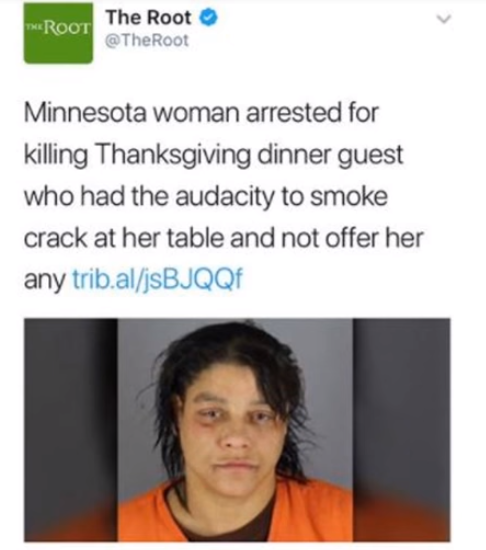 THE ROOT
The Root
@TheRoot
Minnesota woman arrested for
killing Thanksgiving dinner guest
who had the audacity to smoke
crack at her table and not offer her
any trib.al/jsBJQQf